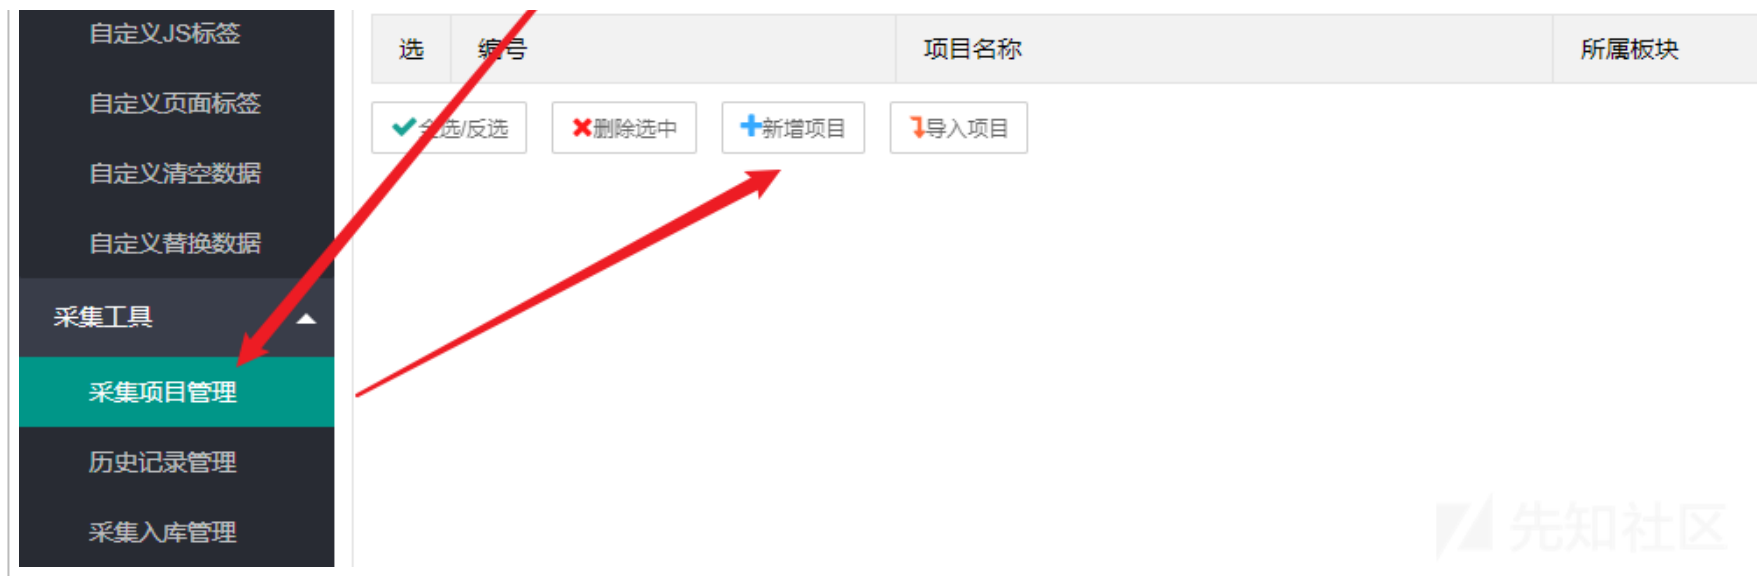 自定义JS标签
自定义页面标签
自定义清空数据
自定义替换数据
采集工具
采集项目管理
历史记录管理
采集入库管理
选 编号 项目名称 所属板块
全选/反选 删除选中 新增项目 导入项目
先知社区